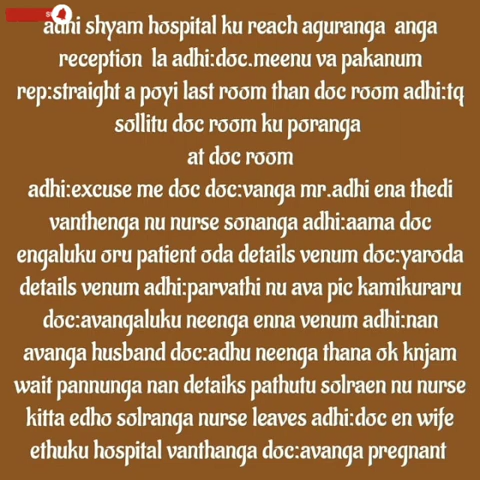 adhi shyam hospital ku reach aguranga anga
reception la adhi:doc.meenu va pakanum
rep:straight a poyi last room than doc room adhi:tq
sollitu doc room ku poranga
at doc room
adhi:excuse me doc doc:vanga mr.adhi ena thedi
vanthenga nu nurse sonanga adhi:aama doc
engaluku oru patient oda details venum doc:yaroda
details venum adhi:parvathi nu ava pic kamikuraru
doc:avangaluku neenga enna venum adhi:nan
avanga husband doc:adhu neenga thana ok knjam
wait pannunga nan detaiks pathutu solraen nu nurse
kitta edho solranga nurse leaves adhi:doc en wife
ethuku hospital vanthanga doc:avanga pregnant